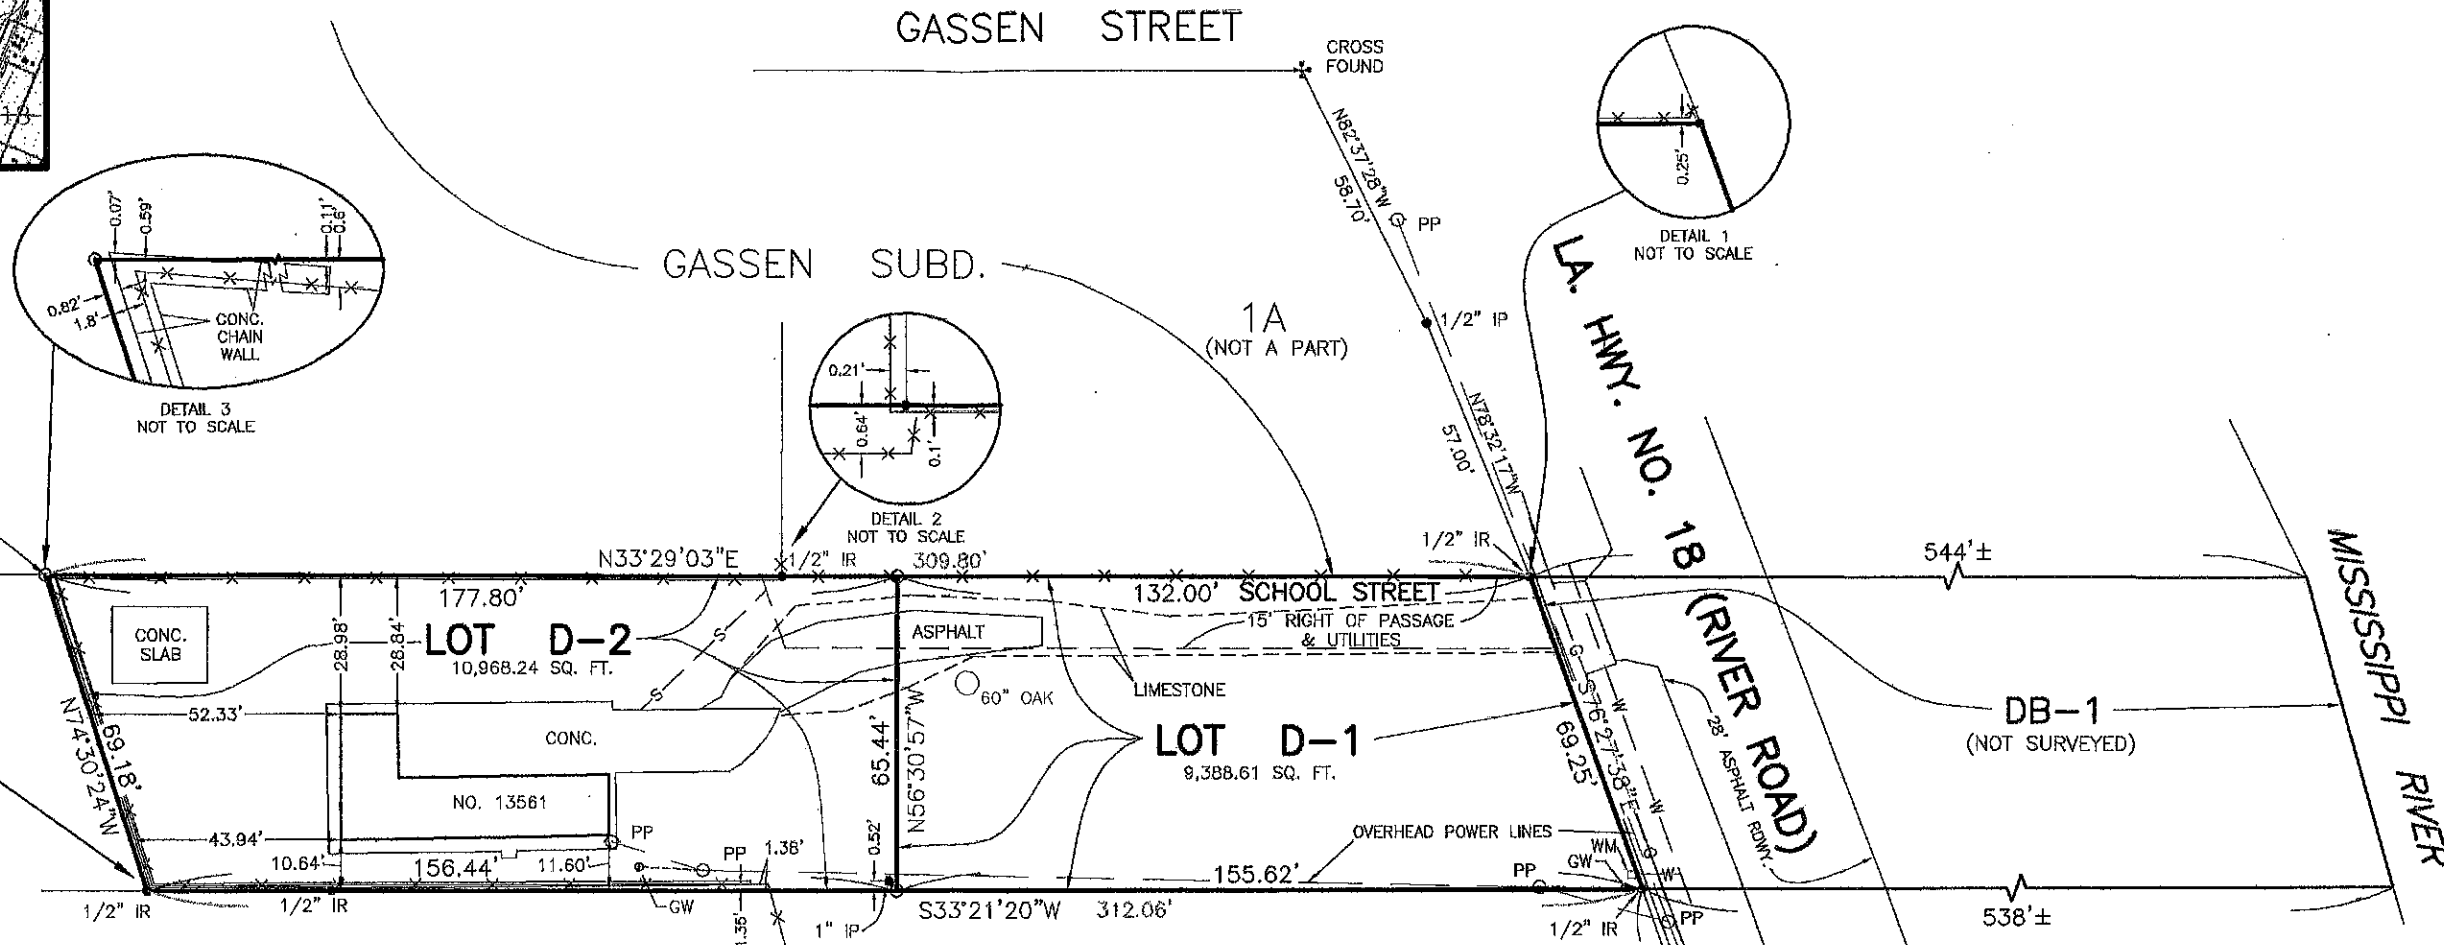 GASSEN STREET
CROSS
FOUND
N82°37'28"W
58.70'
PP
0.25'
DETAIL 1
NOT TO SCALE
0.07'
0.59'
0.11'
0.6'
0.82'
1.8'
CONC.
CHAIN
WALL
DETAIL 3
NOT TO SCALE
GASSEN SUBD.
1A
(NOT A PART)
1/2" IP
0.21'
0.64'
0.1'
DETAIL 2
NOT TO SCALE
N78°32'17"W
57.00'
LA. HWY. NO. 18 (RIVER ROAD)
MISSISSIPPI RIVER
N33°29'03"E
1/2" IR
309.80'
1/2" IR
544'±
177.80'
132.00'
SCHOOL STREET
15' RIGHT OF PASSAGE
& UTILITIES
CONC.
SLAB
28.98'
28.84'
LOT D-2
10,968.24 SQ. FT.
S
S
ASPHALT
LIMESTONE
60" OAK
G
W
W
W
G
S76°27'38"E
69.25'
28' ASPHALT RDWY.
DB-1
(NOT SURVEYED)
N74°30'24"W
69.18'
52.33'
CONC.
NO. 13561
65.44'
N56°30'57"W
LOT D-1
9,388.61 SQ. FT.
43.94'
PP
PP
1.38'
0.52'
OVERHEAD POWER LINES
WM
GW
PP
10.64'
156.44'
11.60'
155.62'
1/2" IR
1/2" IR
GW
1.35'
1" IP
S33°21'20"W
312.06'
1/2" IR
PP
538'±